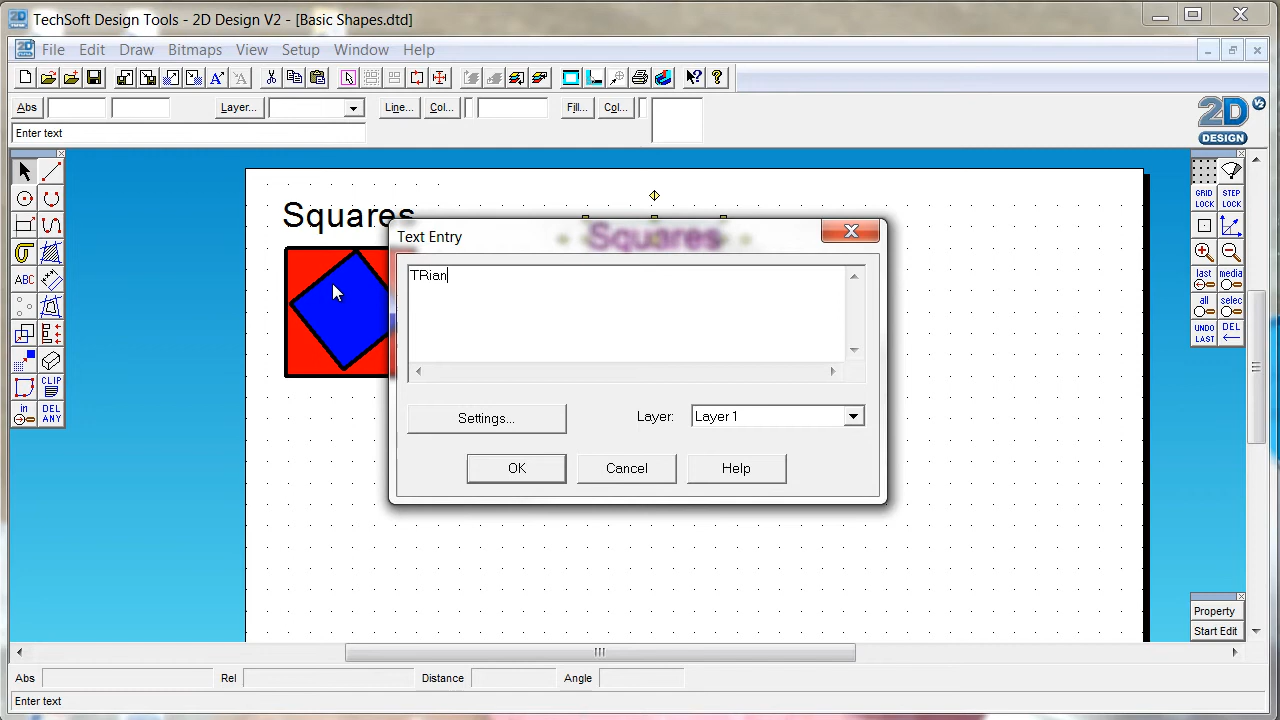 TechSoft Design Tools - 2D Design V2 - [Basic Shapes.dtd]
File Edit Draw Bitmaps View Setup Window Help
Abs Layer... Line... Col... Fill... Col...
2D V2
DESIGN
Enter text
GRID LOCK STEP LOCK
ABC
last media
all selec
UNDO LAST DEL
CLIP
in DEL ANY
Squares
Squares
Text Entry
TRian
Settings... Layer: Layer 1
OK Cancel Help
Property
Start Edit
Abs Rel Distance Angle
Enter text